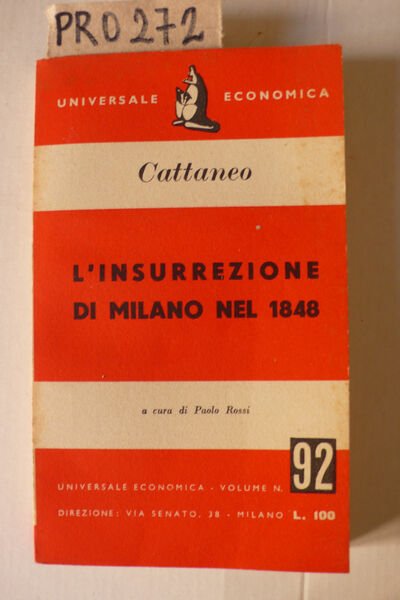 PRO272
UNIVERSALE ECONOMICA
Cattaneo
L'INSURREZIONE
DI MILANO NEL 1848
a cura di Paolo Rossi
UNIVERSALE ECONOMICA - VOLUME N. 92
DIREZIONE: VIA SENATO, 38 - MILANO L. 100